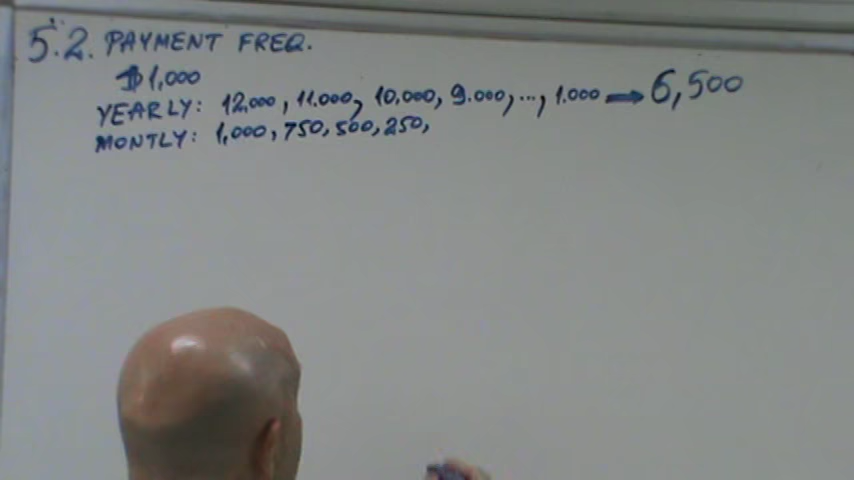 5.2. PAYMENT FREQ.
$1,000
YEARLY: 12.000, 11.000, 10.000, 9.000, ..., 1.000 → 6,500
MONTLY: 1,000, 750, 500, 250,